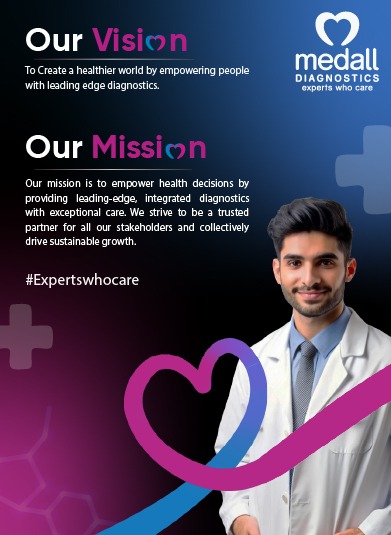 Our Vision
To Create a healthier world by empowering people
with leading edge diagnostics.
medall
DIAGNOSTICS
experts who care
Our Mission
Our mission is to empower health decisions by
providing leading-edge, integrated diagnostics
with exceptional care. We strive to be a trusted
partner for all our stakeholders and collectively
drive sustainable growth.
#Expertswhocare